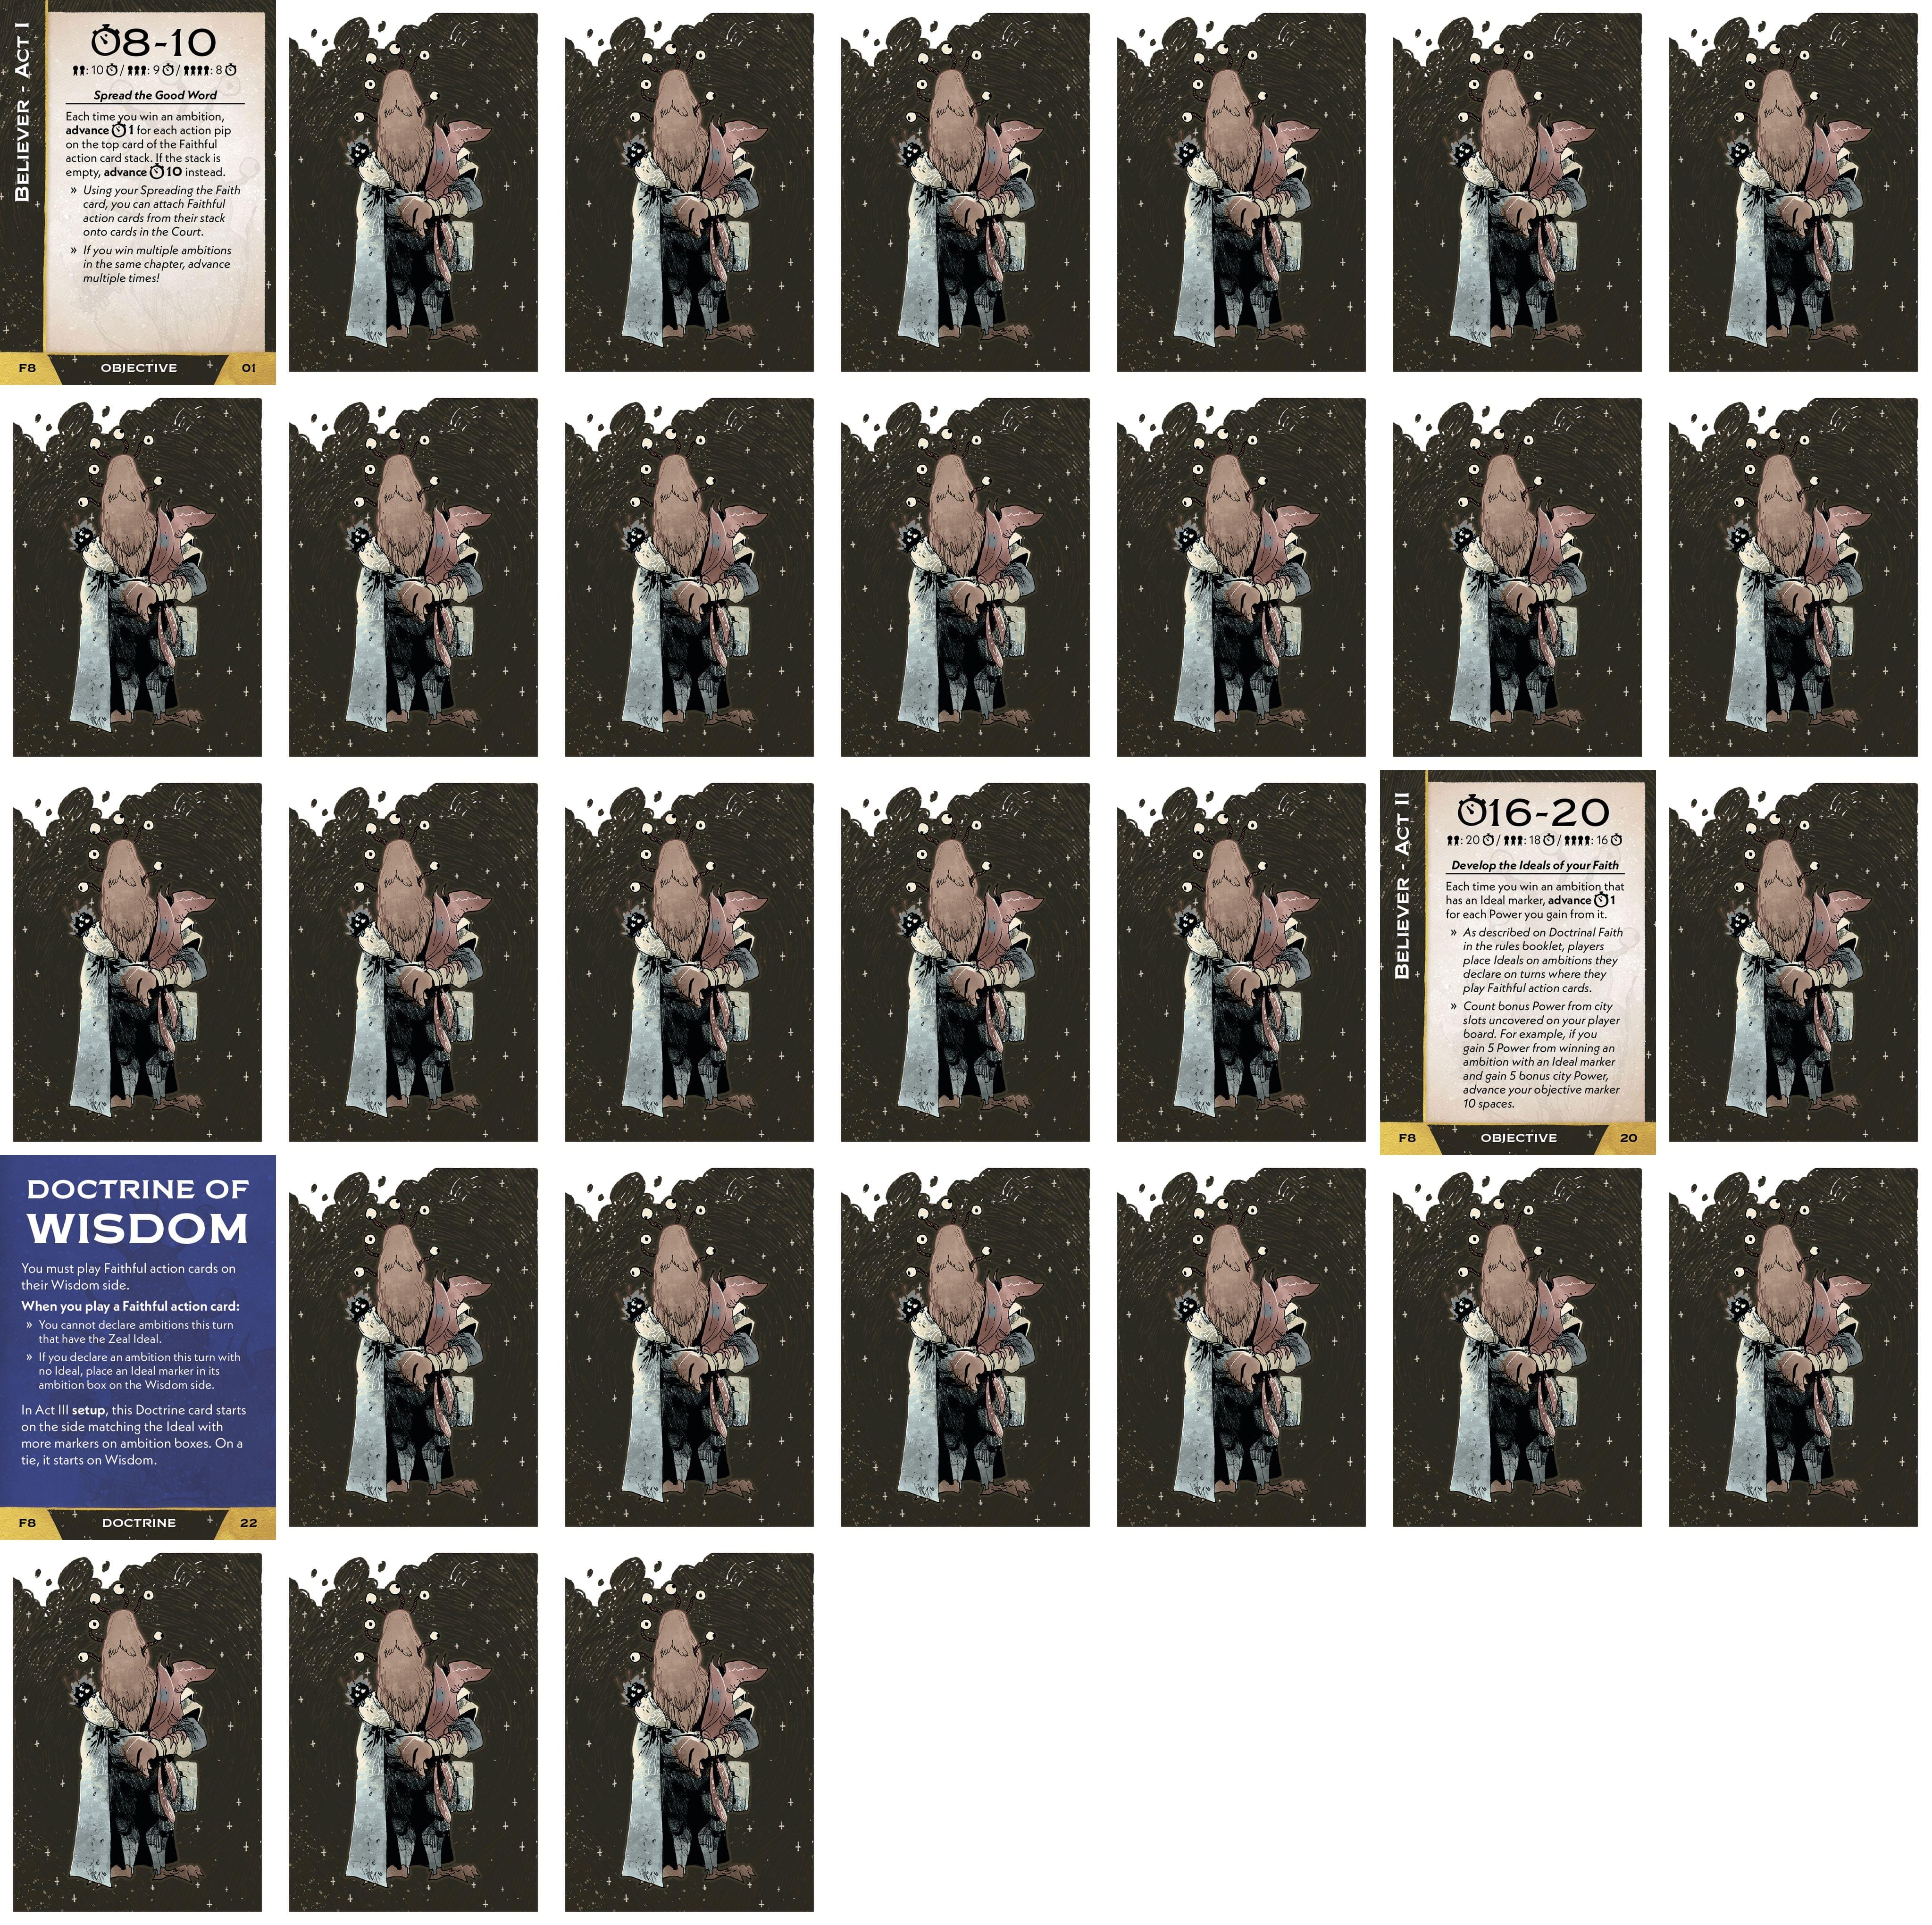 BELIEVER - ACT I
8-10
: 10 / : 9 / : 8
Spread the Good Word
Each time you win an ambition,
advance 1 for each action pip
on the top card of the Faithful
action card stack. If the stack is
empty, advance 10 instead.
» Using your Spreading the Faith
card, you can attach Faithful
action cards from their stack
onto cards in the Court.
» If you win multiple ambitions
in the same chapter, advance
multiple times!
F8 OBJECTIVE 01
BELIEVER - ACT II
16-20
: 20 / : 18 / : 16
Develop the Ideals of your Faith
Each time you win an ambition that
has an Ideal marker, advance 1
for each Power you gain from it.
» As described on Doctrinal Faith
in the rules booklet, players
place Ideals on ambitions they
declare on turns where they
play Faithful action cards.
» Count bonus Power from city
slots uncovered on your player
board. For example, if you
gain 5 Power from winning an
ambition with an Ideal marker
and gain 5 bonus city Power,
advance your objective marker
10 spaces.
F8 OBJECTIVE 20
DOCTRINE OF
WISDOM
You must play Faithful action cards on
their Wisdom side.
When you play a Faithful action card:
» You cannot declare ambitions this turn
that have the Zeal Ideal.
» If you declare an ambition this turn with
no Ideal, place an Ideal marker in its
ambition box on the Wisdom side.
In Act III setup, this Doctrine card starts
on the side matching the Ideal with
more markers on ambition boxes. On a
tie, it starts on Wisdom.
F8 DOCTRINE 22